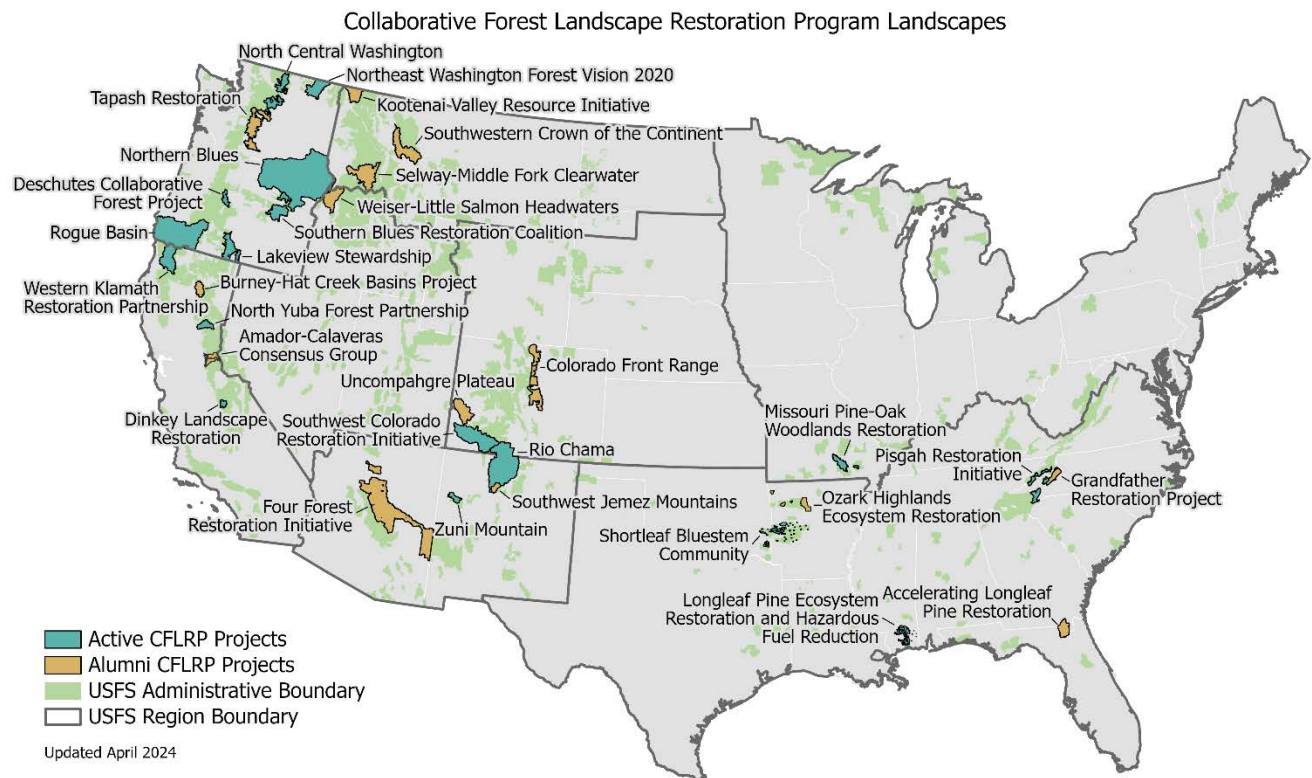 Collaborative Forest Landscape Restoration Program Landscapes
North Central Washington
Northeast Washington Forest Vision 2020
Tapash Restoration
Kootenai-Valley Resource Initiative
Southwestern Crown of the Continent
Northern Blues
Selway-Middle Fork Clearwater
Deschutes Collaborative
Forest Project
Weiser-Little Salmon Headwaters
Rogue Basin
Southern Blues Restoration Coalition
Lakeview Stewardship
Western Klamath
Restoration Partnership
Burney-Hat Creek Basins Project
North Yuba Forest Partnership
Amador-Calaveras
Consensus Group
Colorado Front Range
Uncompahgre Plateau
Dinkey Landscape
Restoration
Southwest Colorado
Restoration Initiative
Rio Chama
Missouri Pine-Oak
Woodlands Restoration
Pisgah Restoration
Initiative
Grandfather
Restoration Project
Four Forest
Restoration Initiative
Zuni Mountain
Southwest Jemez Mountains
Ozark Highlands
Ecosystem Restoration
Shortleaf Bluestem
Community
Longleaf Pine Ecosystem
Restoration and Hazardous
Fuel Reduction
Accelerating Longleaf
Pine Restoration
Active CFLRP Projects
Alumni CFLRP Projects
USFS Administrative Boundary
USFS Region Boundary
Updated April 2024